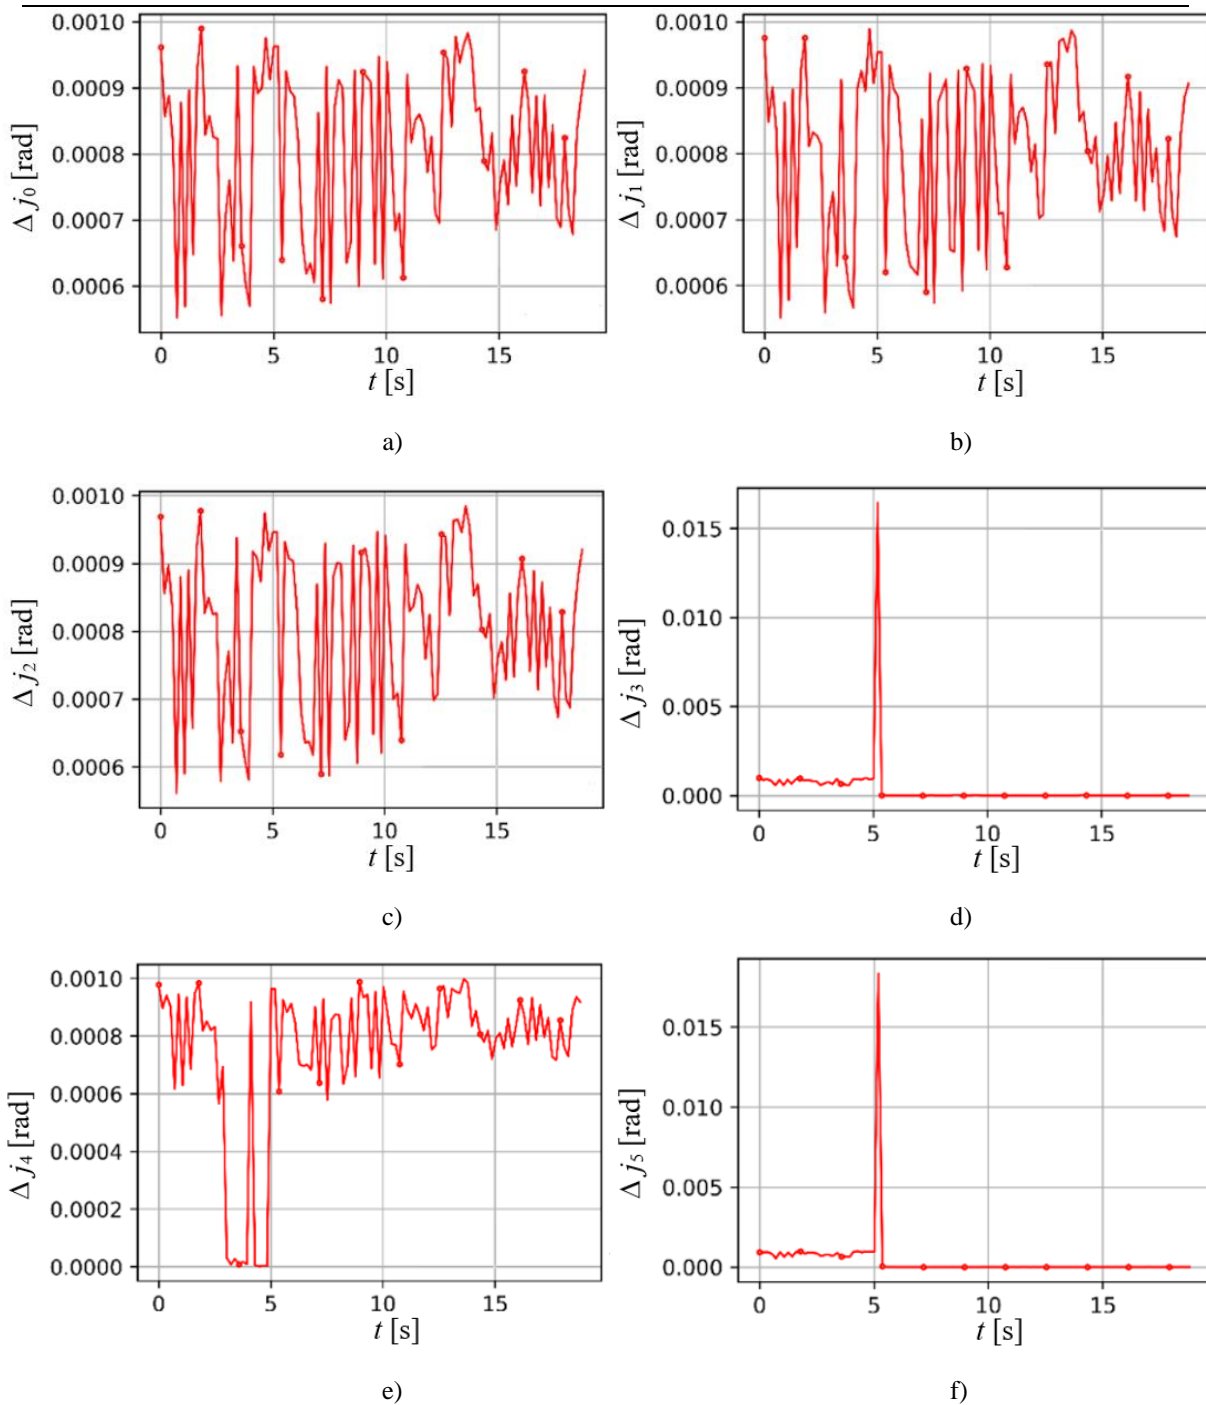 0.0010
0.0009
0.0008
0.0007
0.0006
Δ j0 [rad]
0 5 10 15
t [s]
a)
0.0010
0.0009
0.0008
0.0007
0.0006
Δ j1 [rad]
0 5 10 15
t [s]
b)
0.0010
0.0009
0.0008
0.0007
0.0006
Δ j2 [rad]
0 5 10 15
t [s]
c)
0.015
0.010
0.005
0.000
Δ j3 [rad]
0 5 10 15
t [s]
d)
0.0010
0.0008
0.0006
0.0004
0.0002
0.0000
Δ j4 [rad]
0 5 10 15
t [s]
e)
0.015
0.010
0.005
0.000
Δ j5 [rad]
0 5 10 15
t [s]
f)